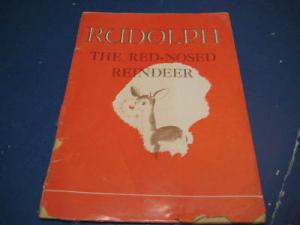 RUDOLPH
THE RED-NOSED
REINDEER